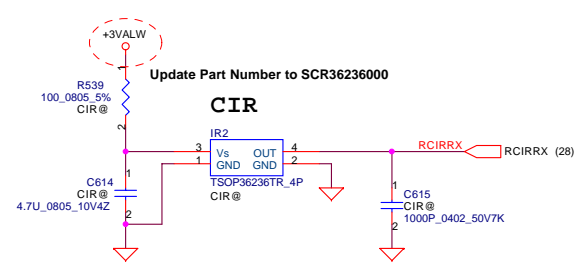 +3VALW
1
Update Part Number to SCR36236000
R539
100_0805_5%
CIR@
CIR
2
IR2
3 Vs OUT 4
1 GND GND 2
RCIRRX
RCIRRX (28)
TSOP36236TR_4P
CIR@
1
C614
CIR@
4.7U_0805_10V4Z
2
1
C615
CIR@
1000P_0402_50V7K
2